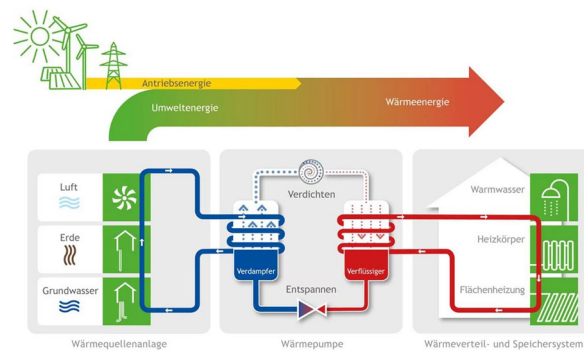 Antriebsenergie
Umweltenergie
Wärmeenergie
Luft
Erde
Grundwasser
Verdichten
Verdampfer
Verflüssiger
Entspannen
Warmwasser
Heizkörper
Flächenheizung
Wärmequellenanlage
Wärmepumpe
Wärmeverteil- und Speichersystem